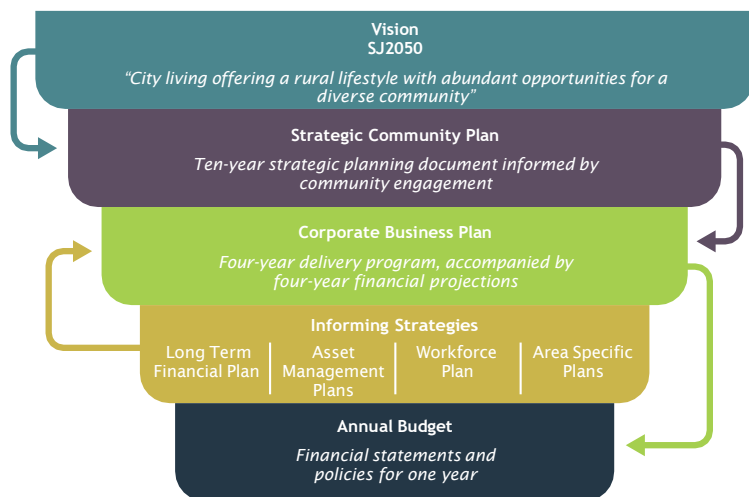 Vision
SJ2050
“City living offering a rural lifestyle with abundant opportunities for a
diverse community”
Strategic Community Plan
Ten-year strategic planning document informed by
community engagement
Corporate Business Plan
Four-year delivery program, accompanied by
four-year financial projections
Informing Strategies
Long Term
Financial Plan
Asset
Management
Plans
Workforce
Plan
Area Specific
Plans
Annual Budget
Financial statements and
policies for one year